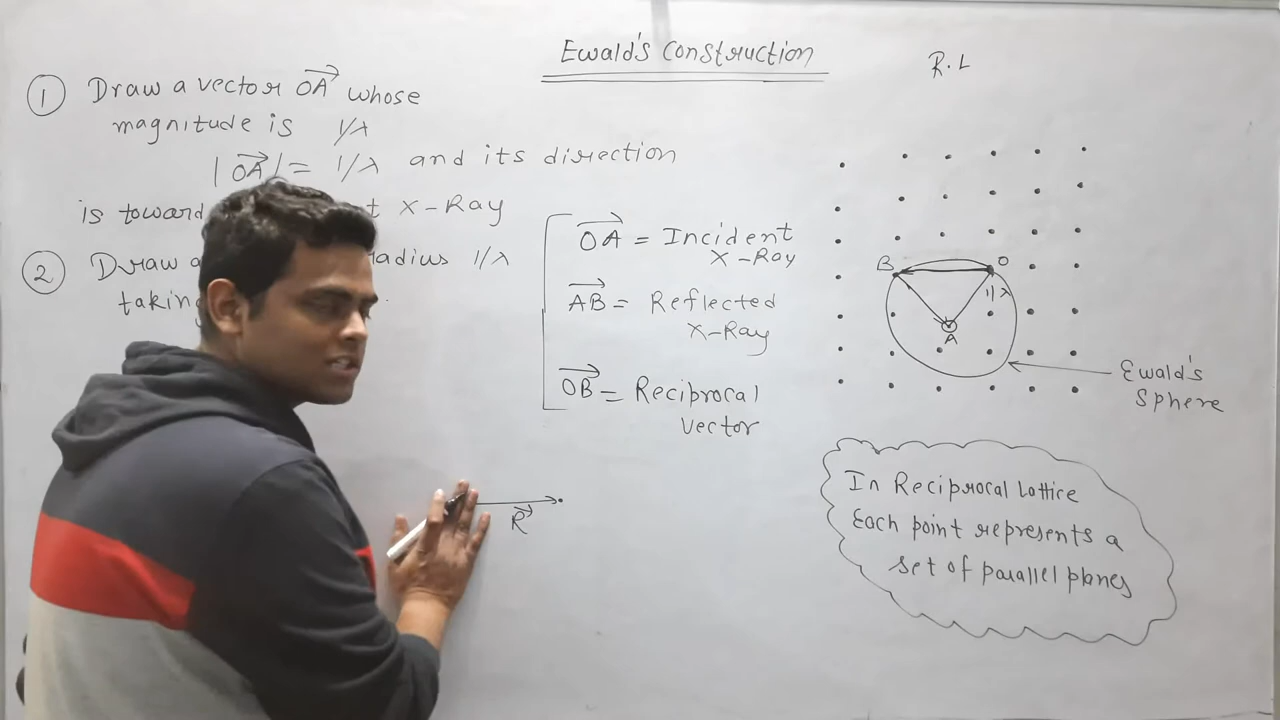 Ewald's Construction
R.L
1 Draw a vector OA whose
magnitude is 1/λ
|OA| = 1/λ and its direction
is toward t X-Ray
2 Draw a radius 1/λ
taking
OA = Incident
X-Ray
AB = Reflected
X-Ray
OB = Reciprocal
vector
B O
1/λ
A
Ewald's
Sphere
R
In Reciprocal Lattice
Each point represents a
set of parallel planes